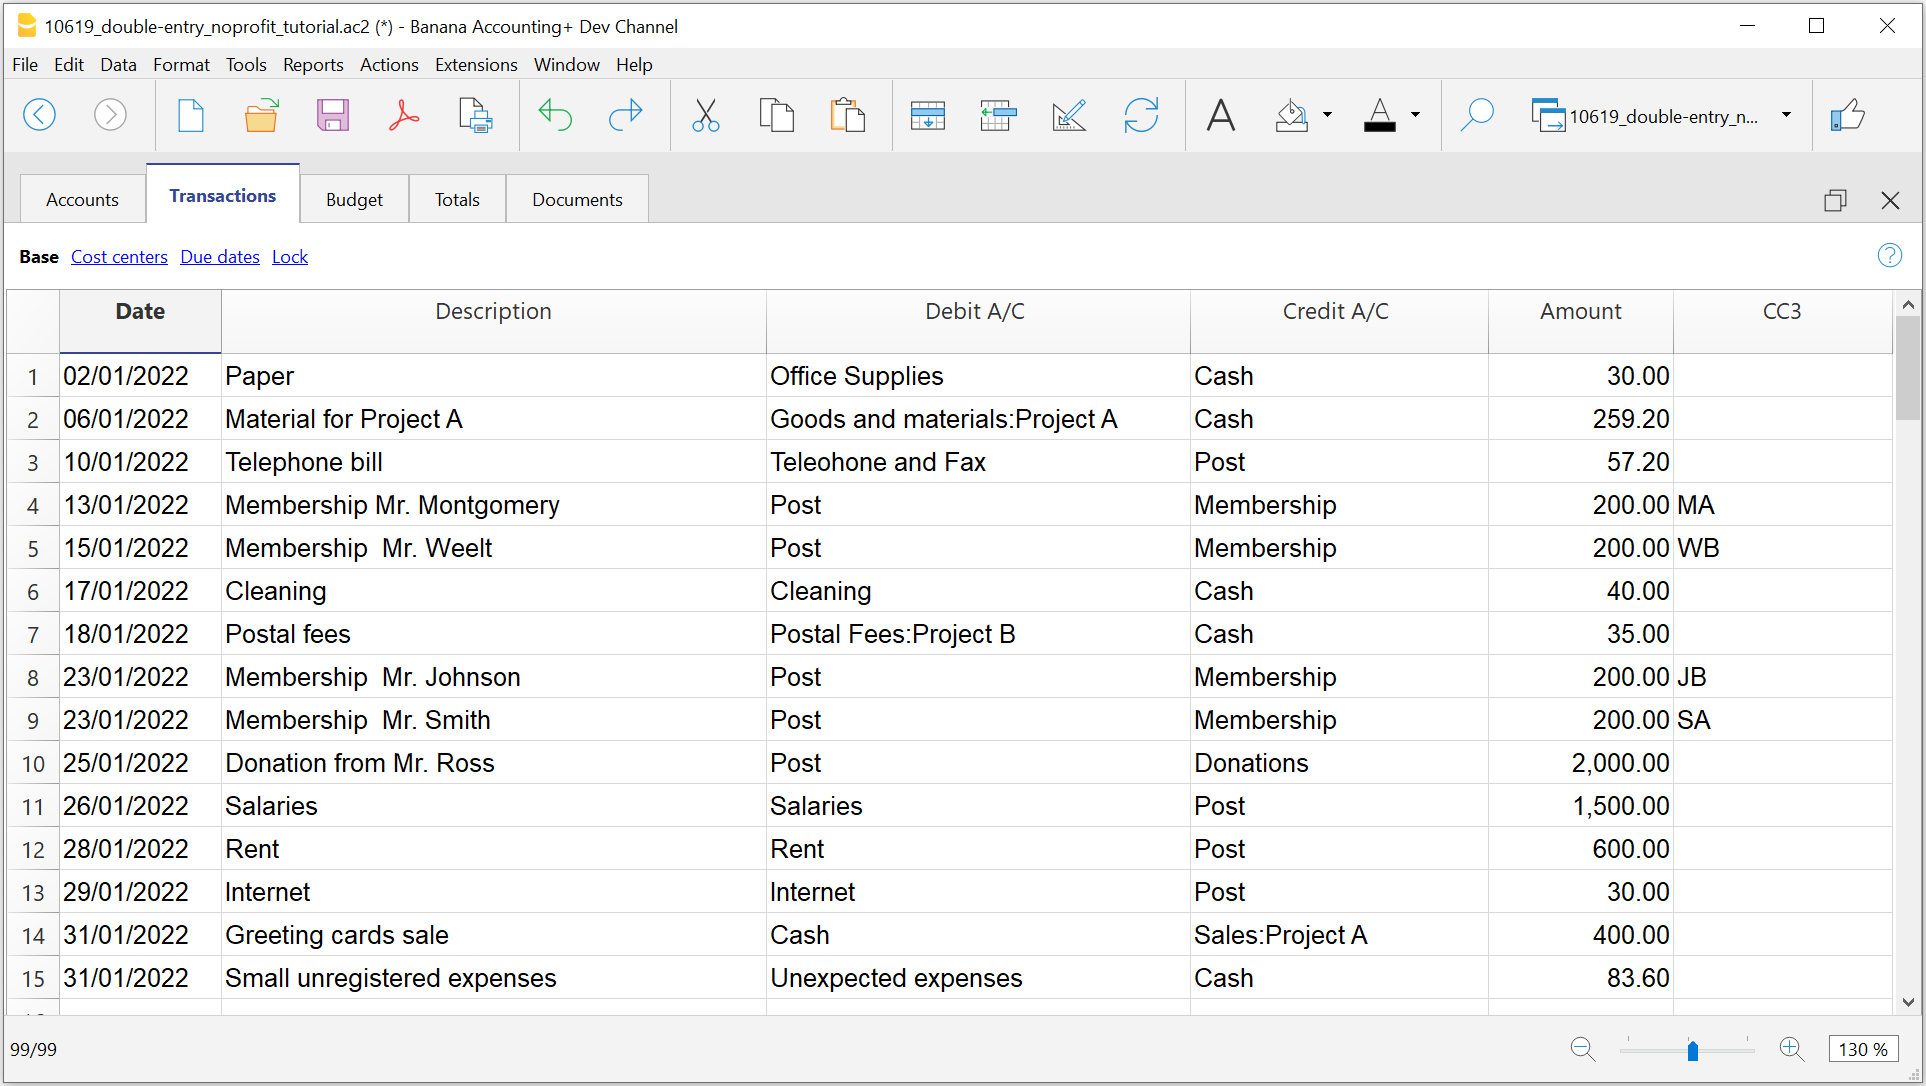 10619_double-entry_noprofit_tutorial.ac2 (*) - Banana Accounting+ Dev Channel
File Edit Data Format Tools Reports Actions Extensions Window Help
10619_double-entry_n...
Accounts Transactions Budget Totals Documents
Base Cost centers Due dates Lock
Date Description Debit A/C Credit A/C Amount CC3
1 02/01/2022 Paper Office Supplies Cash 30.00
2 06/01/2022 Material for Project A Goods and materials:Project A Cash 259.20
3 10/01/2022 Telephone bill Teleohone and Fax Post 57.20
4 13/01/2022 Membership Mr. Montgomery Post Membership 200.00 MA
5 15/01/2022 Membership  Mr. Weelt Post Membership 200.00 WB
6 17/01/2022 Cleaning Cleaning Cash 40.00
7 18/01/2022 Postal fees Postal Fees:Project B Cash 35.00
8 23/01/2022 Membership  Mr. Johnson Post Membership 200.00 JB
9 23/01/2022 Membership  Mr. Smith Post Membership 200.00 SA
10 25/01/2022 Donation from Mr. Ross Post Donations 2,000.00
11 26/01/2022 Salaries Salaries Post 1,500.00
12 28/01/2022 Rent Rent Post 600.00
13 29/01/2022 Internet Internet Post 30.00
14 31/01/2022 Greeting cards sale Cash Sales:Project A 400.00
15 31/01/2022 Small unregistered expenses Unexpected expenses Cash 83.60
99/99 130 %